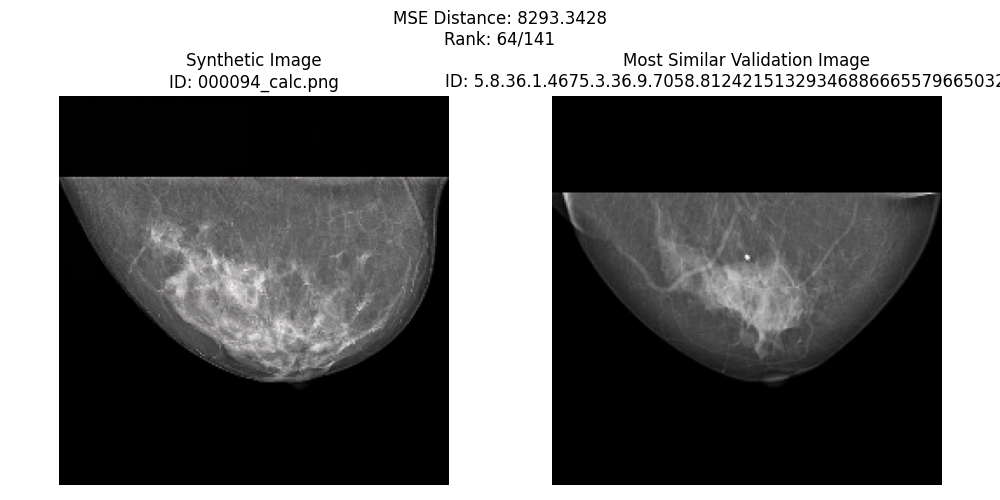 MSE Distance: 8293.3428
Rank: 64/141
Synthetic Image
ID: 000094_calc.png
Most Similar Validation Image
ID: 5.8.36.1.4675.3.36.9.7058.81242151329346886665579665032